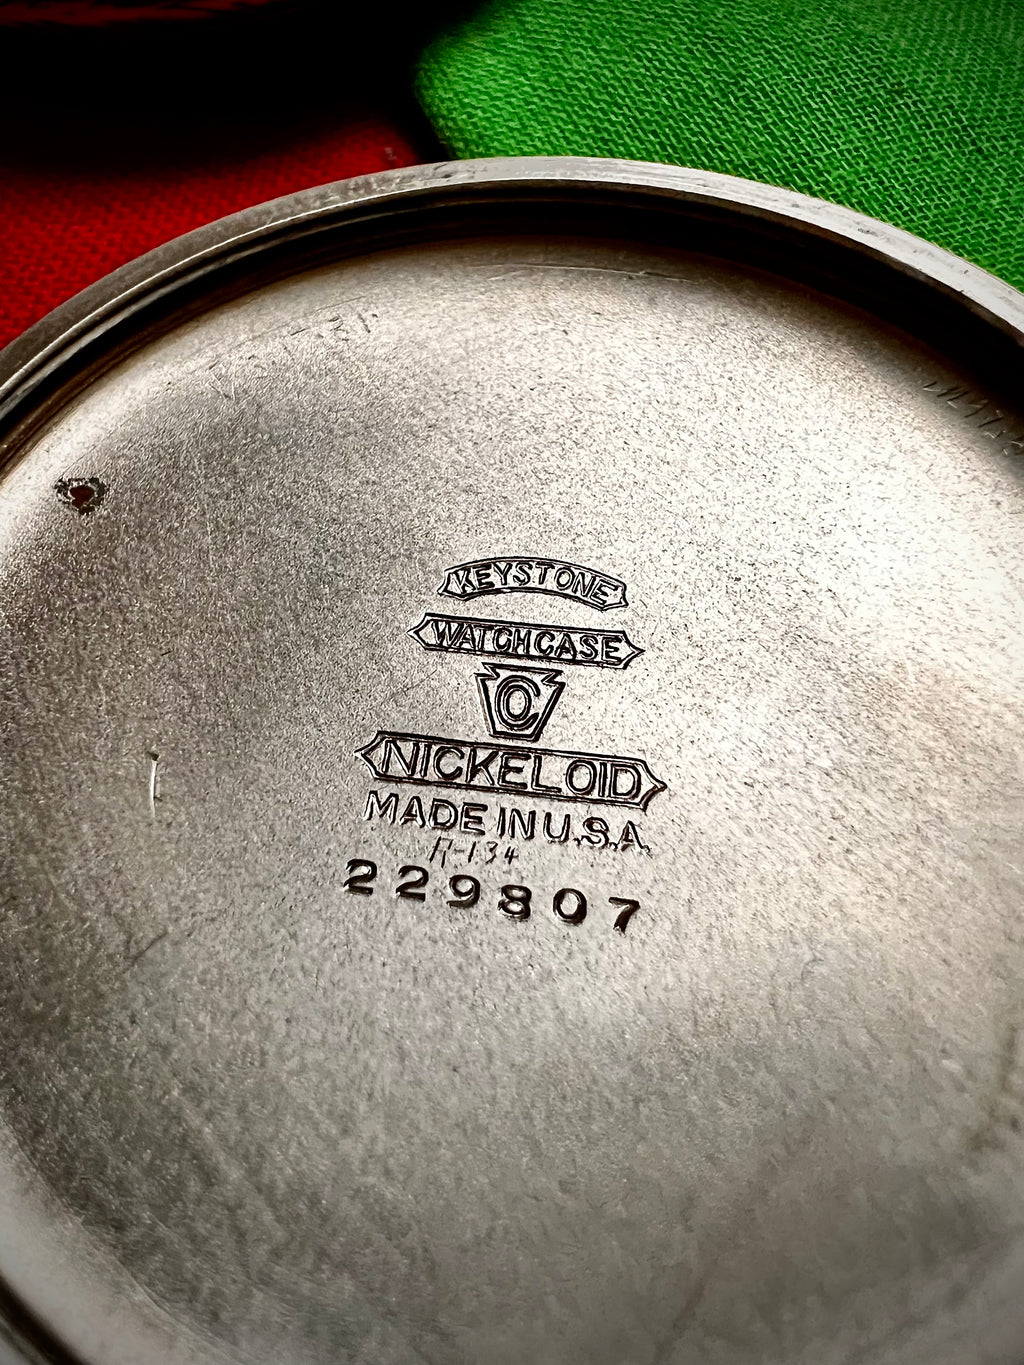 KEYSTONE
WATCHCASE
C
NICKELOID
MADE IN U.S.A.
229807